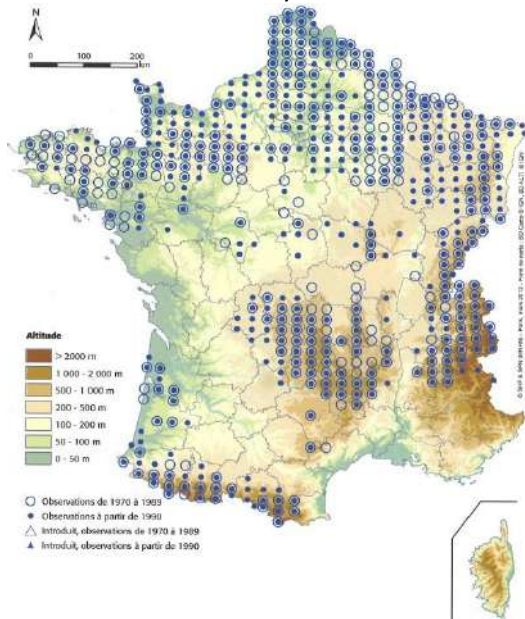 N
0 100 200
km
Altitude
> 2000 m
1 000 - 2 000 m
500 - 1 000 m
200 - 500 m
100 - 200 m
50 - 100 m
0 - 50 m
Observations de 1970 à 1989
Observations à partir de 1990
Introduit, observations de 1970 à 1989
Introduit, observations à partir de 1990